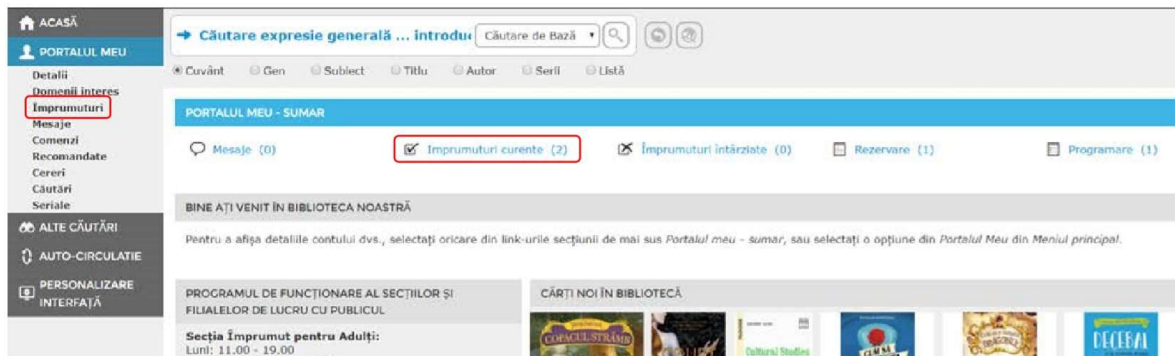 ACASĂ
PORTALUL MEU
Detalii
Domenii interes
Împrumuturi
Mesaje
Comenzi
Recomandate
Cereri
Căutări
Seriale
ALTE CĂUTĂRI
AUTO-CIRCULATIE
PERSONALIZARE
INTERFAȚĂ
Căutare expresie generală ... introdu Căutare de Bază
Cuvânt Gen Subiect Titlu Autor Serii Listă
PORTALUL MEU - SUMAR
Mesaje (0) Imprumuturi curente (2) Împrumuturi întârziate (0) Rezervare (1) Programare (1)
BINE AȚI VENIT ÎN BIBLIOTECA NOASTRĂ
Pentru a afișa detaliile contului dvs., selectați oricare din link-urile secțiunii de mai sus Portalul meu - sumar, sau selectați o opțiune din Portalul Meu din Meniul principal.
PROGRAMUL DE FUNCȚIONARE AL SECȚIILOR ȘI
FILIALELOR DE LUCRU CU PUBLICUL
Secția Împrumut pentru Adulți:
Luni: 11.00 - 19.00
CĂRȚI NOI ÎN BIBLIOTECĂ
COPACUL STRÂMB
Cultural Studies
DECEBAL